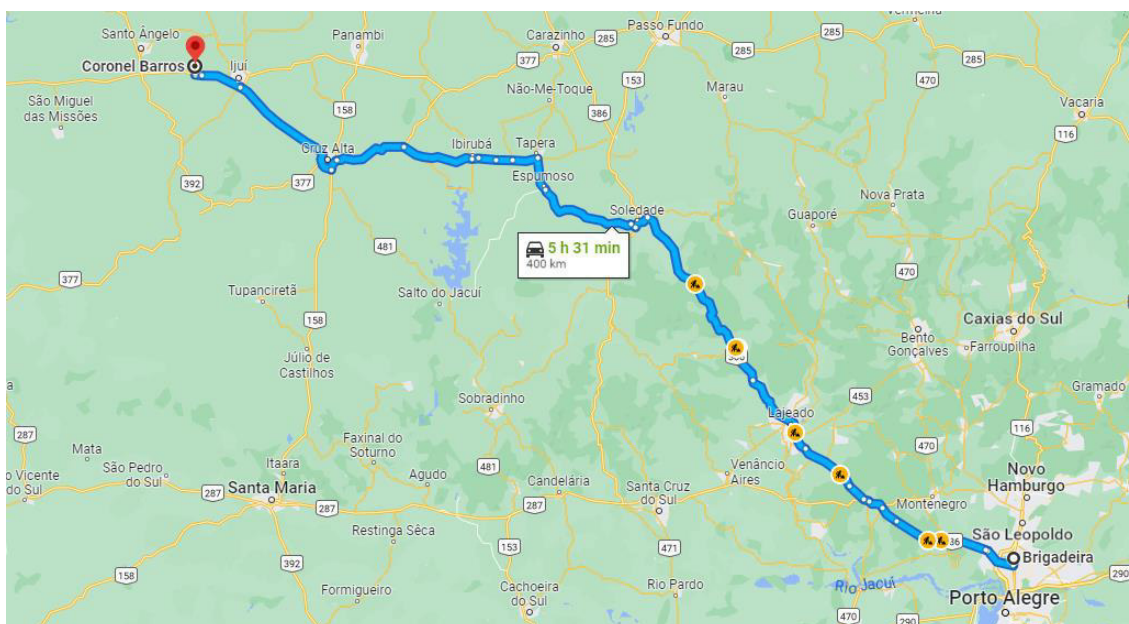 Vermelha
Santo Ângelo
Panambi
Carazinho
285
Passo Fundo
285
470
Coronel Barros
Ijuí
377
153
285
Não-Me-Toque
Marau
São Miguel
das Missões
158
386
Vacaria
116
Cruz Alta
Ibirubá
Tapera
Espumoso
392
377
Nova Prata
Soledade
Guaporé
5 h 31 min
400 km
481
470
377
Tupanciretã
Salto do Jacuí
158
Caxias do Sul
Bento
Gonçalves
Farroupilha
Júlio de
Castilhos
Gramado
Sobradinho
453
Lajeado
116
287
Mata
Faxinal do
Soturno
470
São Pedro
do Sul
Itaara
481
Agudo
Candelária
Venâncio
Aires
Novo
Hamburgo
o Vicente
do Sul
287
Santa Maria
287
287
Santa Cruz
do Sul
Montenegro
Restinga Sêca
São Leopoldo
153
471
Brigadeira
158
392
Formigueiro
Cachoeira
do Sul
Rio Pardo
Rio Jacuí
290
Porto Alegre
470
290